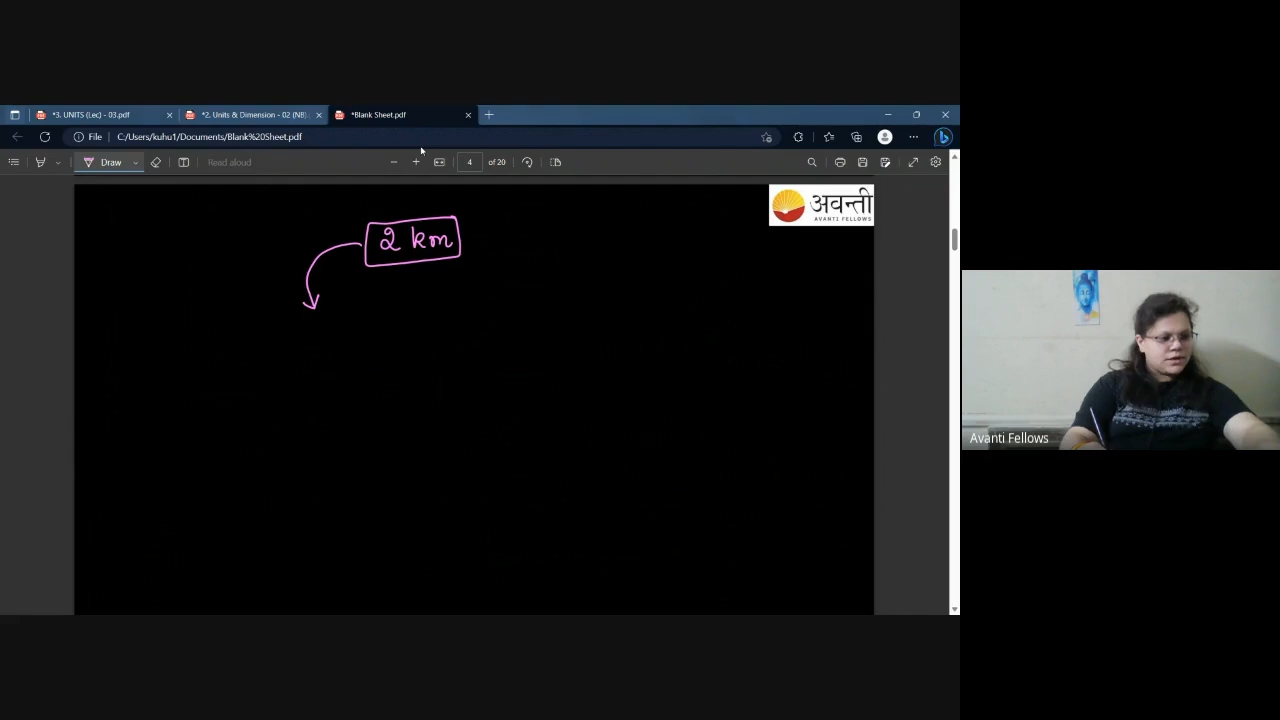 *3. UNITS (Lec) - 03.pdf
*2. Units & Dimension - 02 (NB)
*Blank Sheet.pdf
File
C:/Users/kuhu1/Documents/Blank%20Sheet.pdf
Draw
Read aloud
4
of 20
अवन्ती
AVANTI FELLOWS
2 km
Avanti Fellows